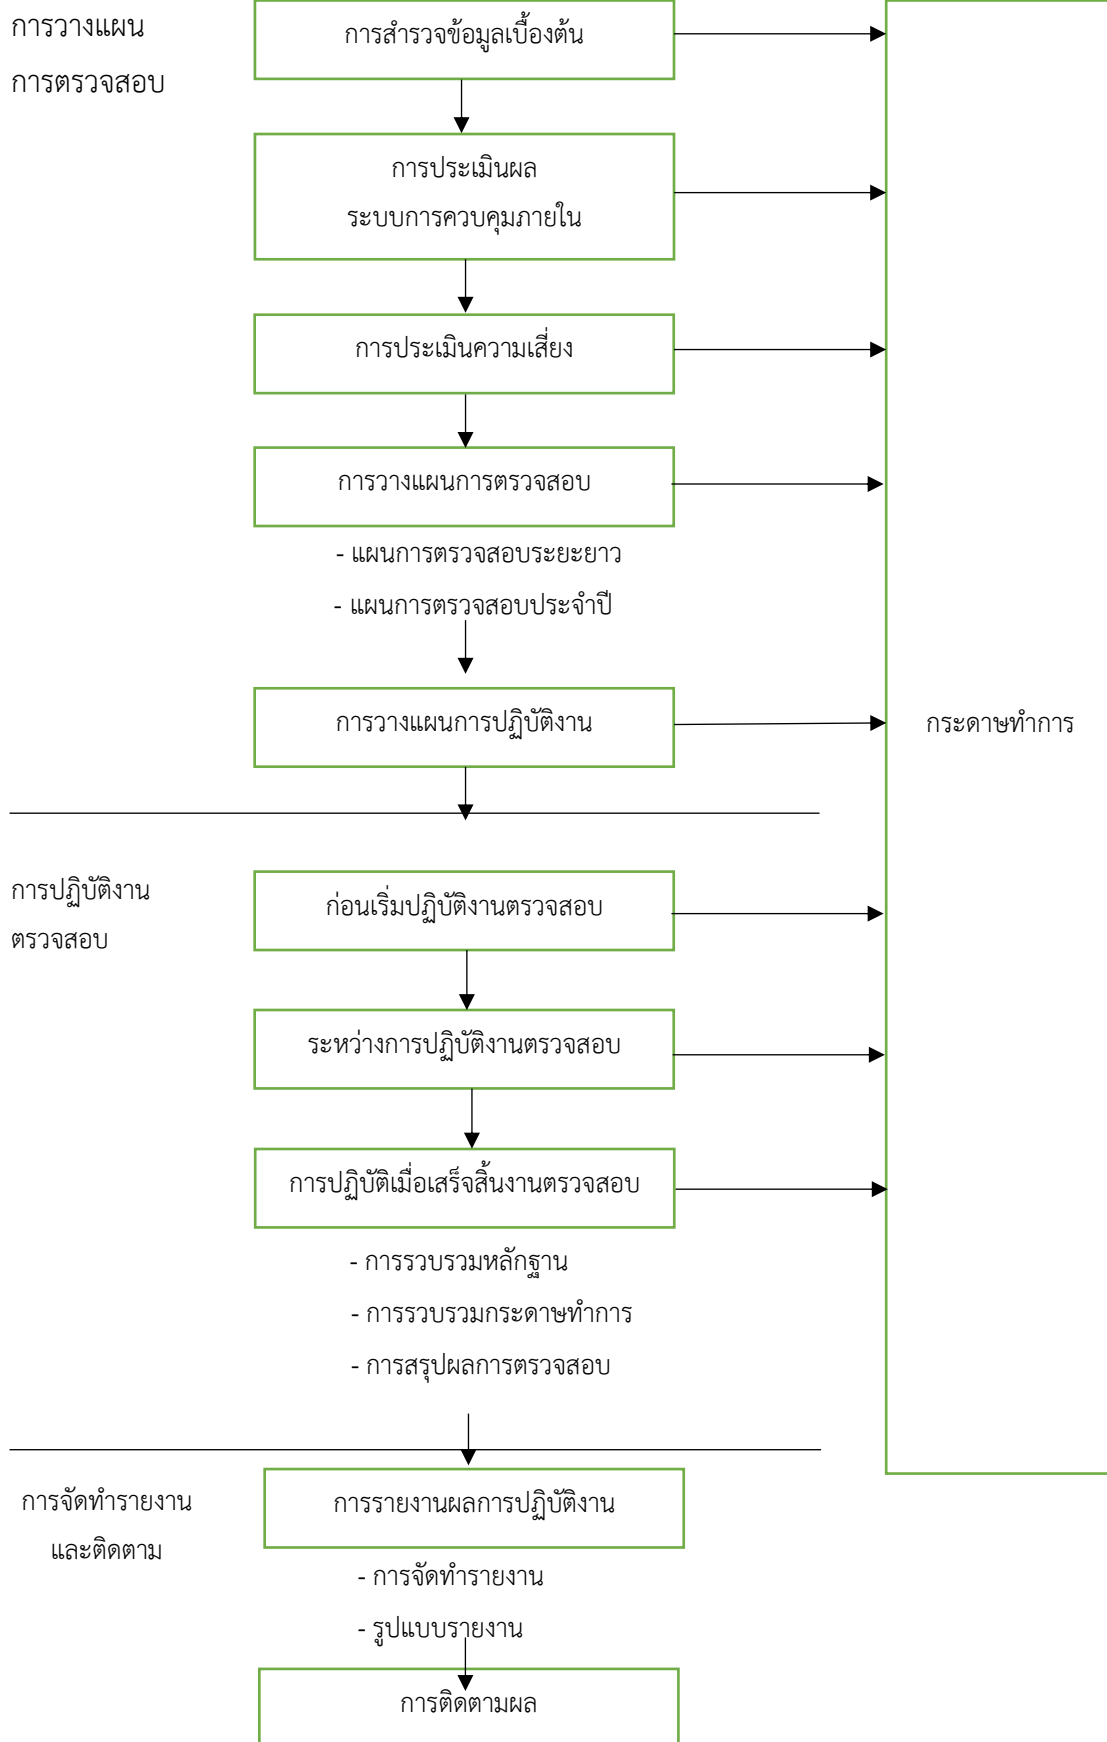 การวางแผน
การตรวจสอบ
การสำรวจข้อมูลเบื้องต้น
การประเมินผล
ระบบการควบคุมภายใน
การประเมินความเสี่ยง
การวางแผนการตรวจสอบ
- แผนการตรวจสอบระยะยาว
- แผนการตรวจสอบประจำปี
การวางแผนการปฏิบัติงาน
กระดาษทำการ
การปฏิบัติงาน
ตรวจสอบ
ก่อนเริ่มปฏิบัติงานตรวจสอบ
ระหว่างการปฏิบัติงานตรวจสอบ
การปฏิบัติเมื่อเสร็จสิ้นงานตรวจสอบ
- การรวบรวมหลักฐาน
- การรวบรวมกระดาษทำการ
- การสรุปผลการตรวจสอบ
การจัดทำรายงาน
และติดตาม
การรายงานผลการปฏิบัติงาน
- การจัดทำรายงาน
- รูปแบบรายงาน
การติดตามผล